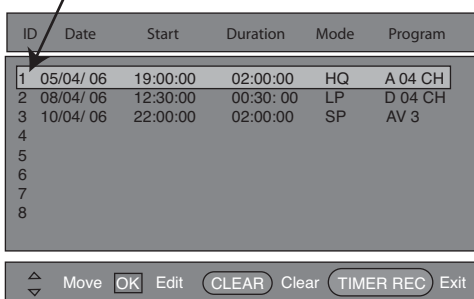 ID Date Start Duration Mode Program
1 05/04/ 06 19:00:00 02:00:00 HQ A 04 CH
2 08/04/ 06 12:30:00 00:30: 00 LP D 04 CH
3 10/04/ 06 22:00:00 02:00:00 SP AV 3
4
5
6
7
8
Move OK Edit CLEAR Clear TIMER REC Exit